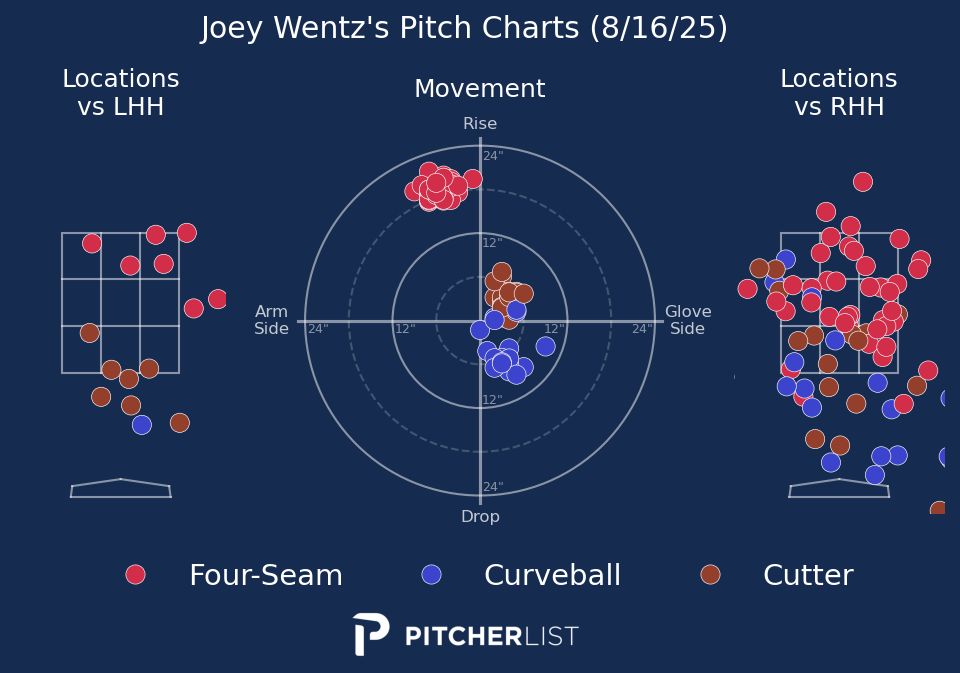 Joey Wentz's Pitch Charts (8/16/25)
Locations
vs LHH
Movement
Locations
vs RHH
Rise
24"
12"
Arm
Side
24"
12"
12"
24"
Glove
Side
12"
24"
Drop
Four-Seam
Curveball
Cutter
PITCHERLIST